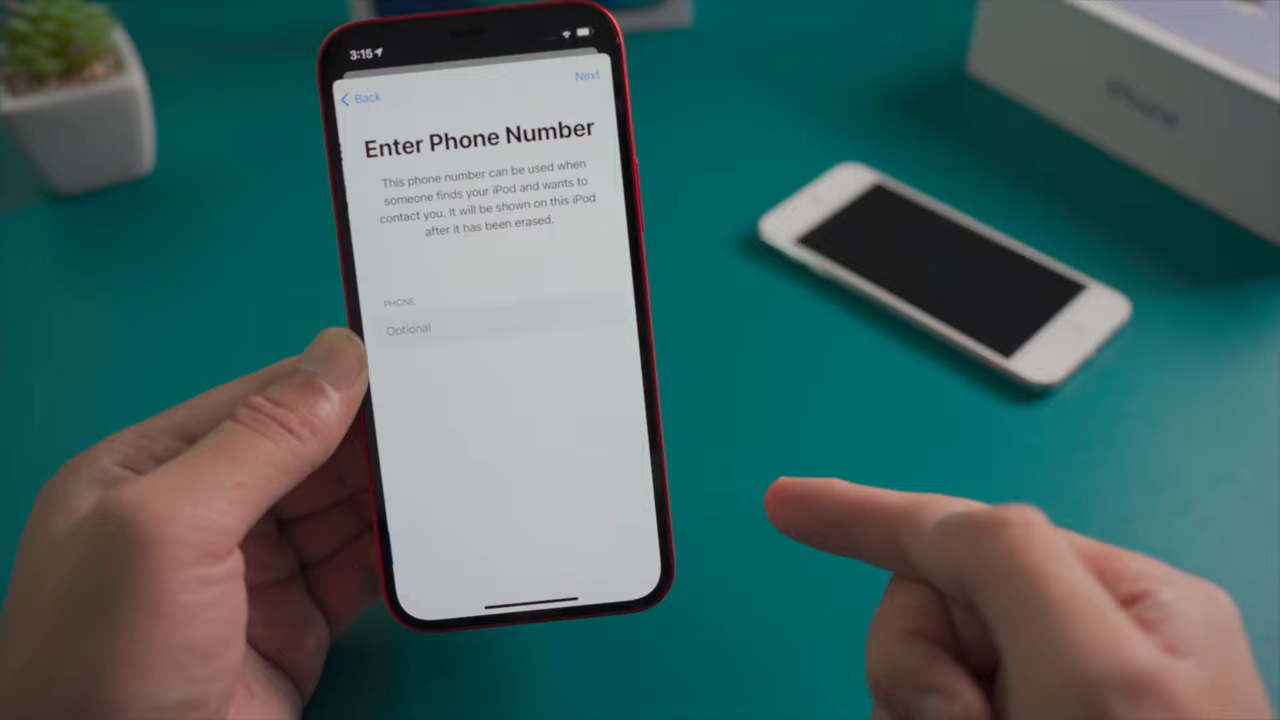 3:15
Next
Back
Enter Phone Number
This phone number can be used when
someone finds your iPod and wants to
contact you. It will be shown on this iPod
after it has been erased.
PHONE
Optional
iPhone